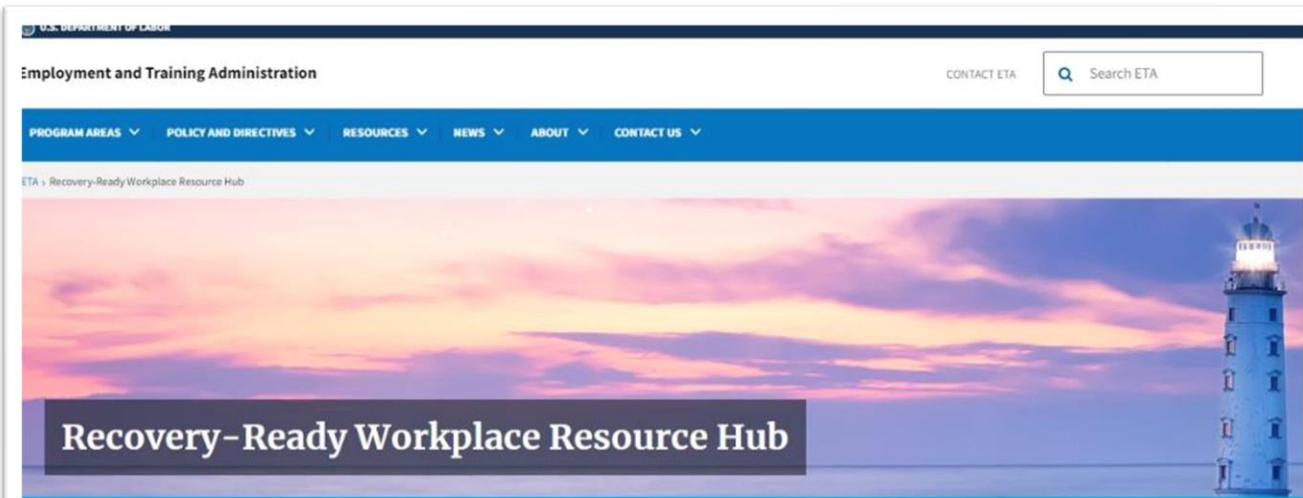 U.S. DEPARTMENT OF LABOR
Employment and Training Administration
CONTACT ETA
Search ETA
PROGRAM AREAS POLICY AND DIRECTIVES RESOURCES NEWS ABOUT CONTACT US
ETA › Recovery-Ready Workplace Resource Hub
Recovery-Ready Workplace Resource Hub